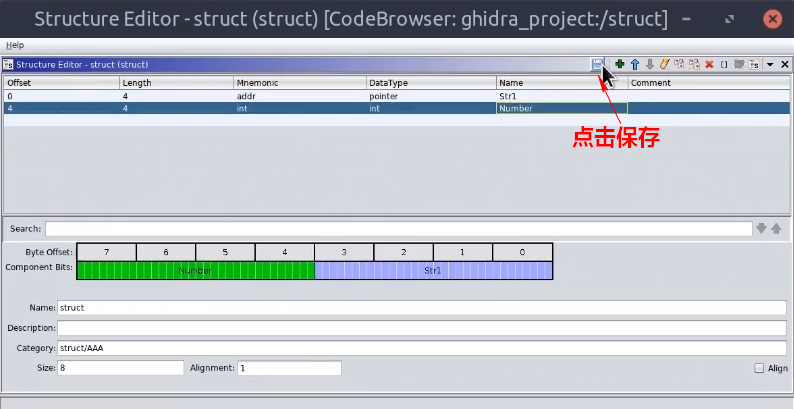 Structure Editor - struct (struct) [CodeBrowser: ghidra_project:/struct]
Help
Structure Editor - struct (struct)
Offset Length Mnemonic DataType Name Comment
0 4 addr pointer Str1
4 4 int int Number
点击保存
Search:
Byte Offset: 7 6 5 4 3 2 1 0
Component Bits: Number Str1
Name: struct
Description:
Category: struct/AAA
Size: 8 Alignment: 1 Align